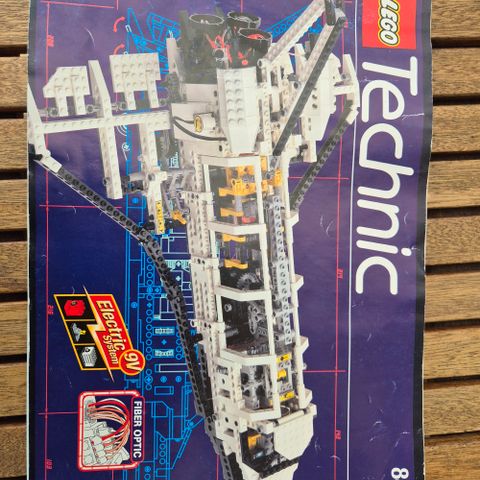 LEGO
Technic
8
Electric 9V
System
FIBER OPTIC